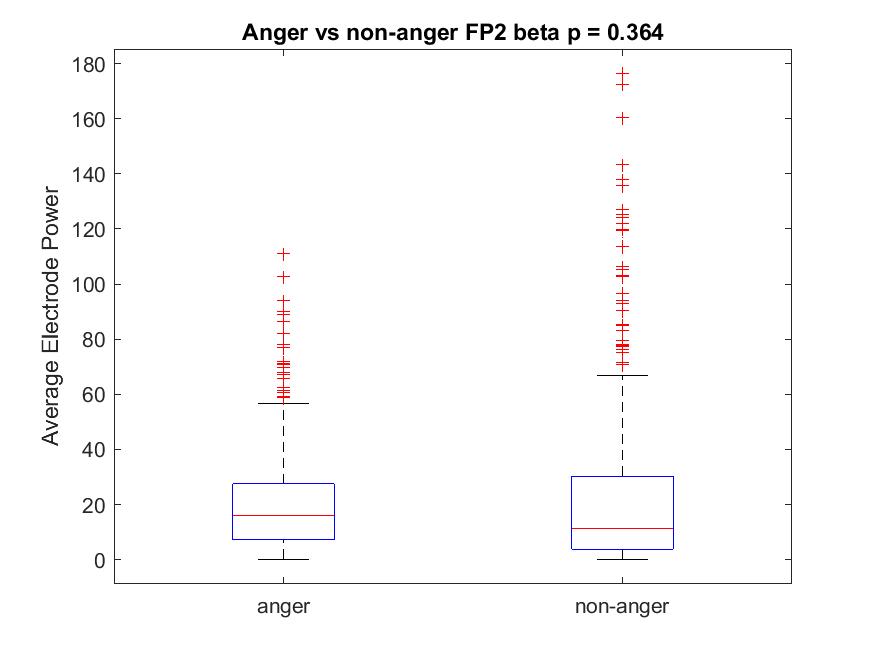 Anger vs non-anger FP2 beta p = 0.364
Average Electrode Power
180
160
140
120
100
80
60
40
20
0
anger
non-anger